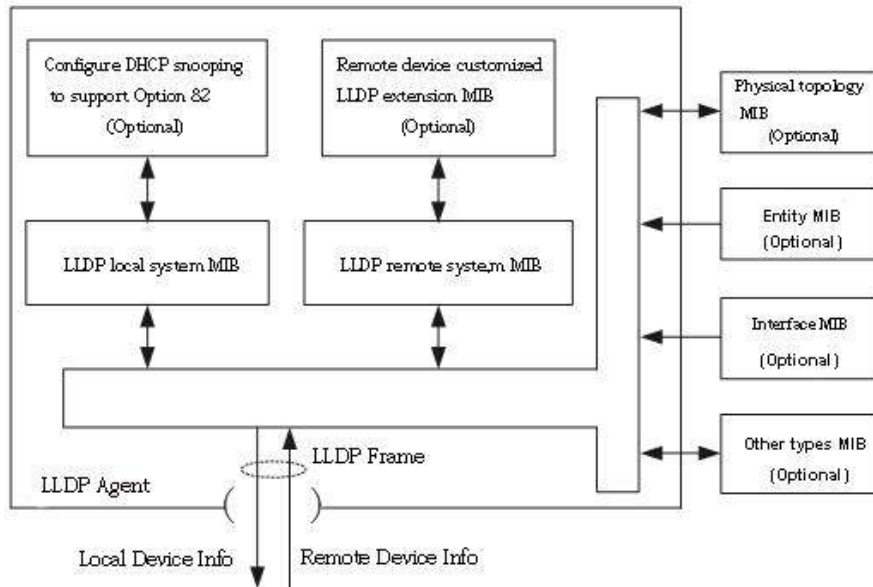 Configure DHCP snooping
to support Option 82
(Optional)
Remote device customized
LLDP extension MIB
(Optional)
Physical topology
MIB
(Optional)
LLDP local system MIB
LLDP remote syste,m MIB
Entity MIB
(Optional)
Interface MIB
(Optional)
Other types MIB
(Optional)
LLDP Frame
LLDP Agent
Local Device Info
Remote Device Info